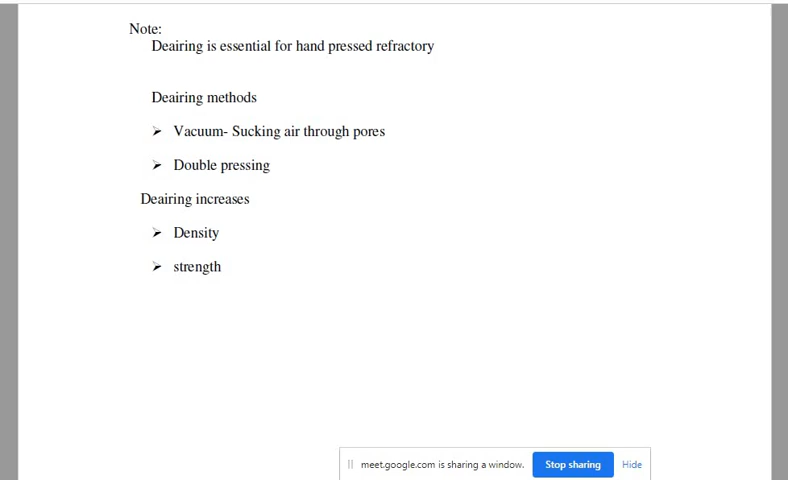 Note:
Deairing is essential for hand pressed refractory
Deairing methods
➢ Vacuum- Sucking air through pores
➢ Double pressing
Deairing increases
➢ Density
➢ strength
meet.google.com is sharing a window. Stop sharing Hide